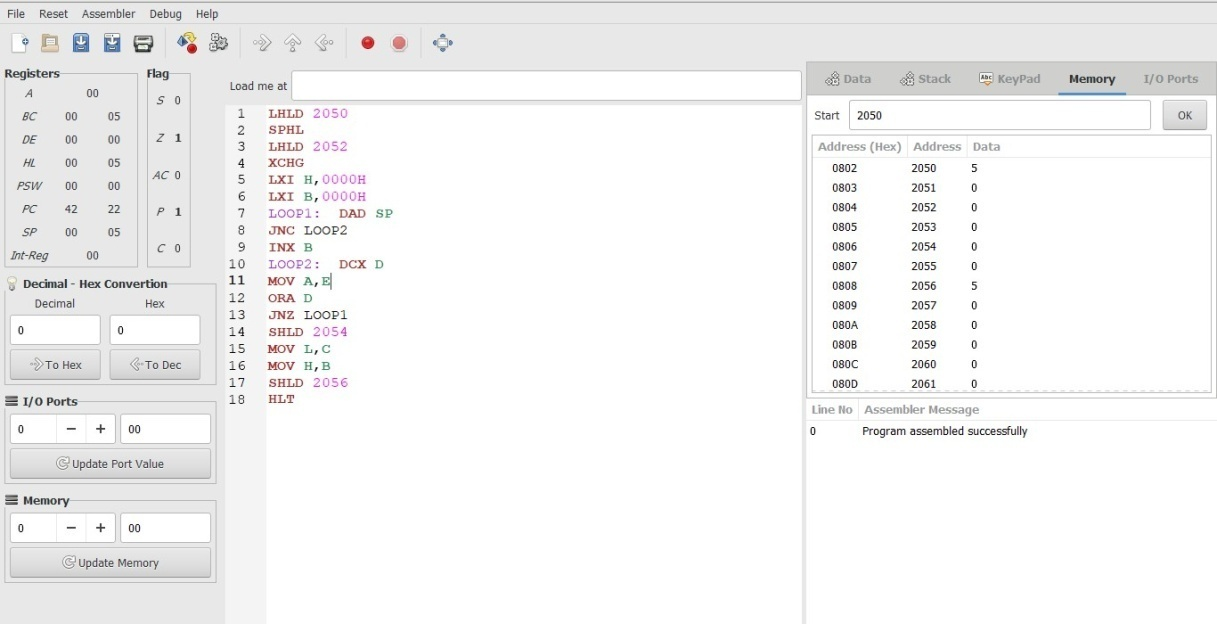 File Reset Assembler Debug Help
Registers
A 00
BC 00 05
DE 00 00
HL 00 05
PSW 00 00
PC 42 22
SP 00 05
Int-Reg 00
Flag
S 0
Z 1
AC 0
P 1
C 0
Decimal - Hex Convertion
Decimal Hex
0 0
To Hex To Dec
I/O Ports
0 − + 00
Update Port Value
Memory
0 − + 00
Update Memory
Load me at
1 LHLD 2050
2 SPHL
3 LHLD 2052
4 XCHG
5 LXI H,0000H
6 LXI B,0000H
7 LOOP1: DAD SP
8 JNC LOOP2
9 INX B
10 LOOP2: DCX D
11 MOV A,E
12 ORA D
13 JNZ LOOP1
14 SHLD 2054
15 MOV L,C
16 MOV H,B
17 SHLD 2056
18 HLT
Data Stack Abc KeyPad Memory I/O Ports
Start 2050 OK
Address (Hex) Address Data
0802 2050 5
0803 2051 0
0804 2052 0
0805 2053 0
0806 2054 0
0807 2055 0
0808 2056 5
0809 2057 0
080A 2058 0
080B 2059 0
080C 2060 0
080D 2061 0
Line No Assembler Message
0 Program assembled successfully